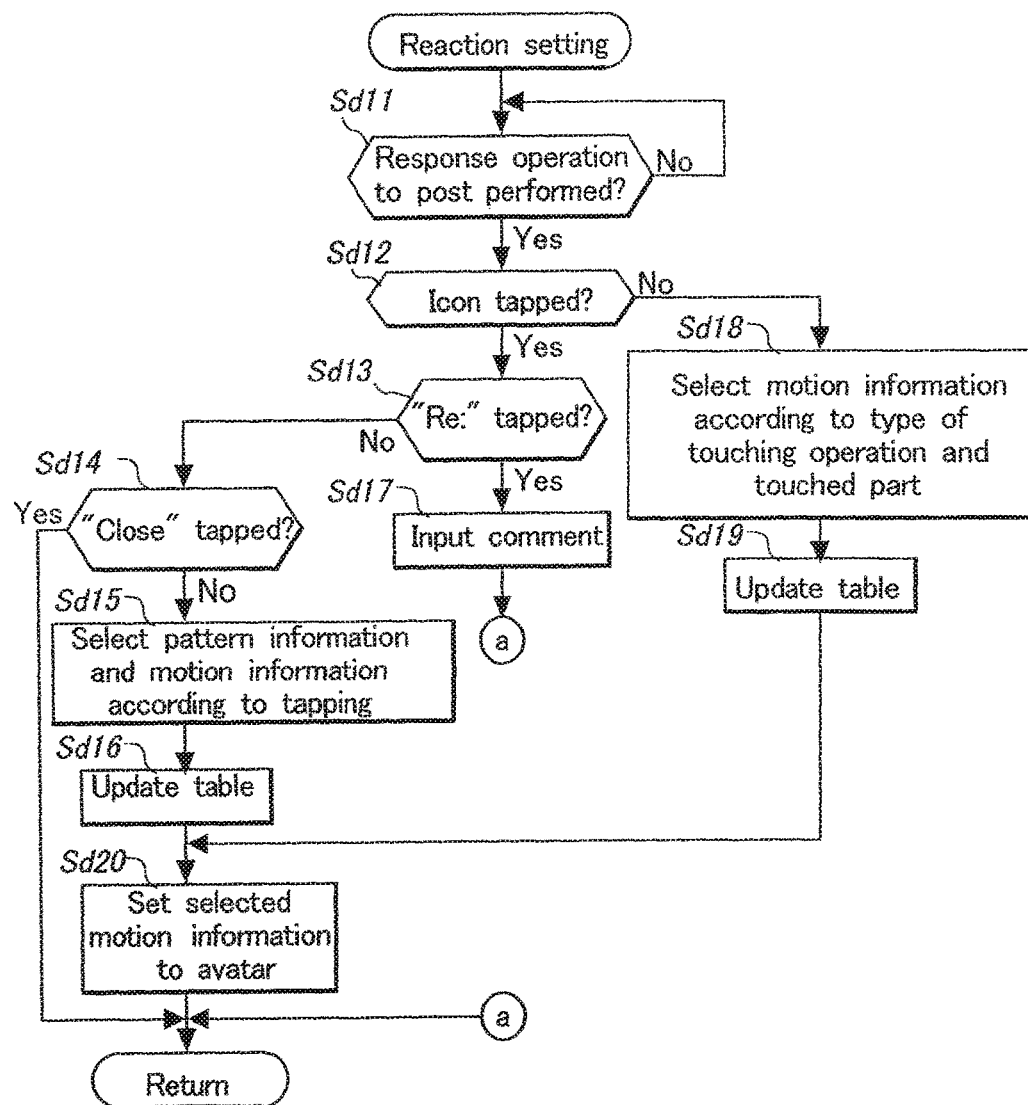 Reaction setting
Sd11
Response operation
to post performed?
No
Yes
Sd12
Icon tapped?
No
Yes
Sd13
"Re:" tapped?
No
Yes
Sd14
"Close" tapped?
Yes
No
Sd15
Select pattern information
and motion information
according to tapping
Sd16
Update table
Sd17
Input comment
a
Sd18
Select motion information
according to type of
touching operation and
touched part
Sd19
Update table
Sd20
Set selected
motion information
to avatar
a
Return